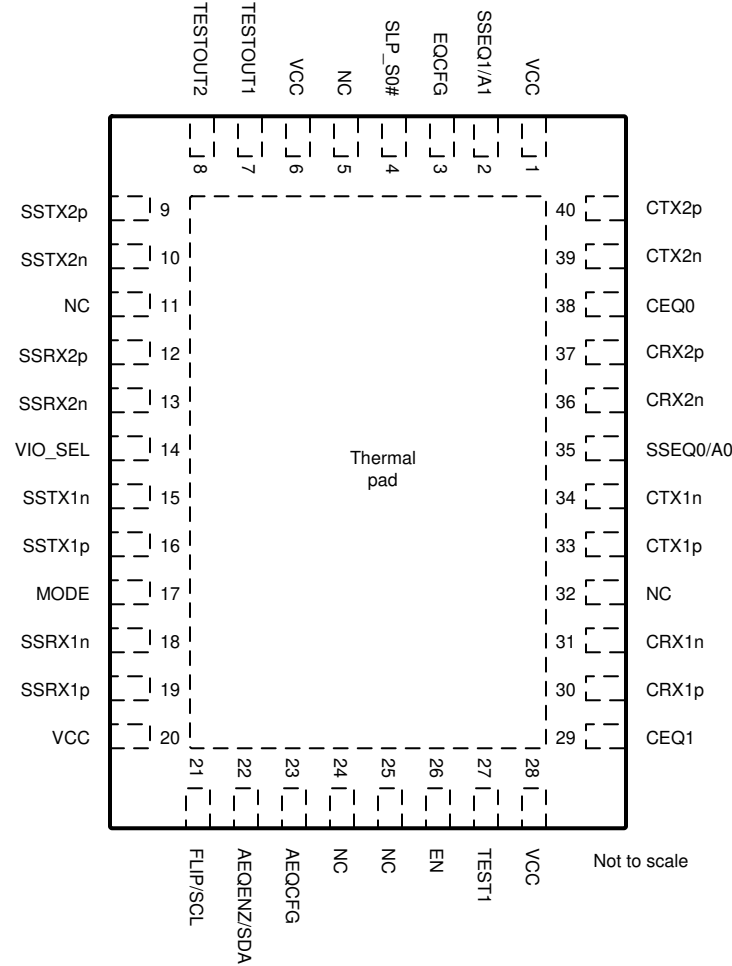 TESTOUT2
TESTOUT1
VCC
NC
SLP_S0#
EQCFG
SSEQ1/A1
VCC
8
7
6
5
4
3
2
1
SSTX2p 9
40 CTX2p
SSTX2n 10
39 CTX2n
NC 11
38 CEQ0
SSRX2p 12
37 CRX2p
SSRX2n 13
36 CRX2n
VIO_SEL 14
35 SSEQ0/A0
Thermal
pad
SSTX1n 15
34 CTX1n
SSTX1p 16
33 CTX1p
MODE 17
32 NC
SSRX1n 18
31 CRX1n
SSRX1p 19
30 CRX1p
VCC 20
29 CEQ1
21
22
23
24
25
26
27
28
FLIP/SCL
AEQENZ/SDA
AEQCFG
NC
NC
EN
TEST1
VCC
Not to scale